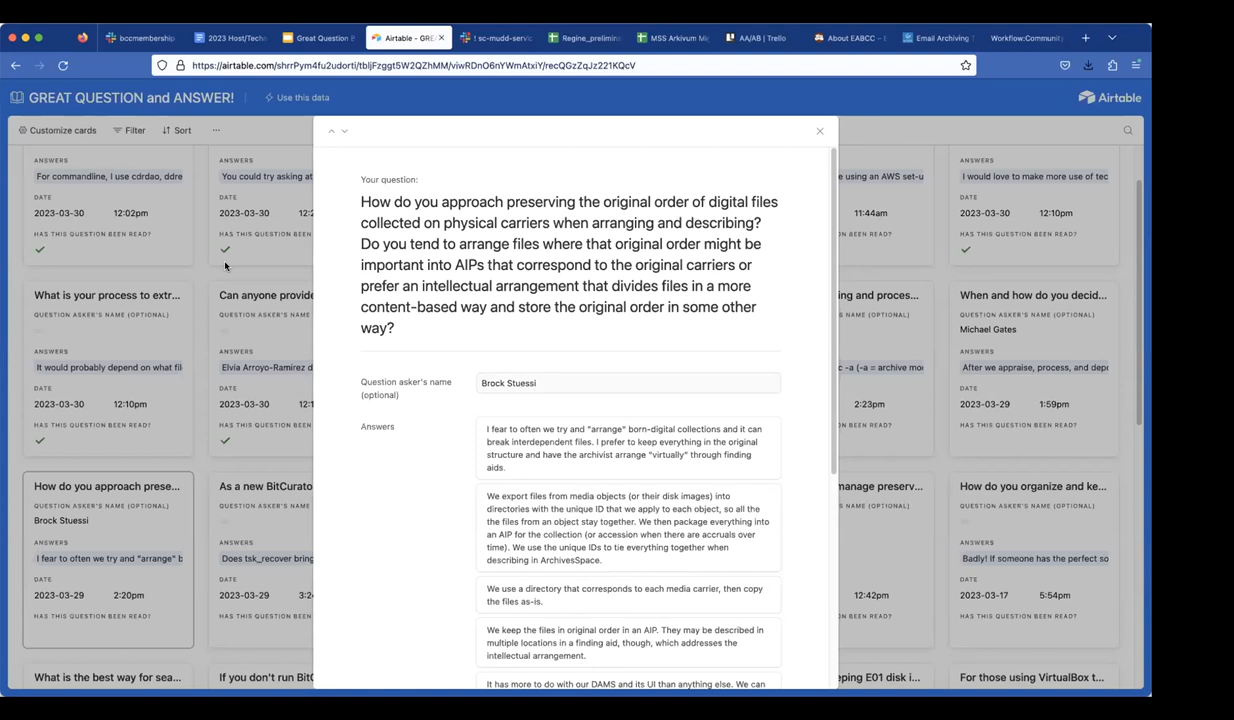 bccmembership
2023 Host/Tech
Great Question B
Airtable - GRE
! sc-mudd-servic
Regine_prelimin
MSS Arkivum Mi
AA/AB | Trello
About EABCC – E
Email Archiving
Workflow:Community
https://airtable.com/shrrPym4fu2udorti/tbljFzggt5W2QZhMM/viwRDnO6nYWmAtxiY/recQGzZqJz221KQcV
GREAT QUESTION and ANSWER!
Use this data
Airtable
Customize cards
Filter
Sort
...
ANSWERS
For commandline, I use cdrdao, ddre
DATE
2023-03-30 12:02pm
HAS THIS QUESTION BEEN READ?
ANSWERS
You could try asking at
DATE
2023-03-30 12:2
HAS THIS QUESTION BEEN READ?
e using an AWS set-u
11:44am
ANSWERS
I would love to make more use of tec
DATE
2023-03-30 12:10pm
HAS THIS QUESTION BEEN READ?
What is your process to extr...
QUESTION ASKER'S NAME (OPTIONAL)
ANSWERS
It would probably depend on what fil
DATE
2023-03-30 12:10pm
HAS THIS QUESTION BEEN READ?
Can anyone provide
QUESTION ASKER'S NAME (OPTIONAL)
ANSWERS
Elvia Arroyo-Ramirez d
DATE
2023-03-30 12:1
HAS THIS QUESTION BEEN READ?
ing and proces...
(OPTIONAL)
c -a (-a = archive mod
2:23pm
When and how do you decid...
QUESTION ASKER'S NAME (OPTIONAL)
Michael Gates
ANSWERS
After we appraise, process, and depo
DATE
2023-03-29 1:59pm
HAS THIS QUESTION BEEN READ?
How do you approach prese...
QUESTION ASKER'S NAME (OPTIONAL)
Brock Stuessi
ANSWERS
I fear to often we try and "arrange" b
DATE
2023-03-29 2:20pm
HAS THIS QUESTION BEEN READ?
As a new BitCurato
QUESTION ASKER'S NAME (OPTIONAL)
ANSWERS
Does tsk_recover bring
DATE
2023-03-29 3:24
HAS THIS QUESTION BEEN READ?
manage preserv...
(OPTIONAL)
12:42pm
How do you organize and ke...
QUESTION ASKER'S NAME (OPTIONAL)
ANSWERS
Badly! If someone has the perfect so
DATE
2023-03-17 5:54pm
HAS THIS QUESTION BEEN READ?
What is the best way for sea...
If you don't run BitC
ping E01 disk i...
For those using VirtualBox t...
Your question:
How do you approach preserving the original order of digital files
collected on physical carriers when arranging and describing?
Do you tend to arrange files where that original order might be
important into AIPs that correspond to the original carriers or
prefer an intellectual arrangement that divides files in a more
content-based way and store the original order in some other
way?
Question asker's name
(optional)
Brock Stuessi
Answers
I fear to often we try and "arrange" born-digital collections and it can
break interdependent files. I prefer to keep everything in the original
structure and have the archivist arrange "virtually" through finding
aids.
We export files from media objects (or their disk images) into
directories with the unique ID that we apply to each object, so all the
the files from an object stay together. We then package everything into
an AIP for the collection (or accession when there are accruals over
time). We use the unique IDs to tie everything together when
describing in ArchivesSpace.
We use a directory that corresponds to each media carrier, then copy
the files as-is.
We keep the files in original order in an AIP. They may be described in
multiple locations in a finding aid, though, which addresses the
intellectual arrangement.
It has more to do with our DAMS and its UI than anything else. We can